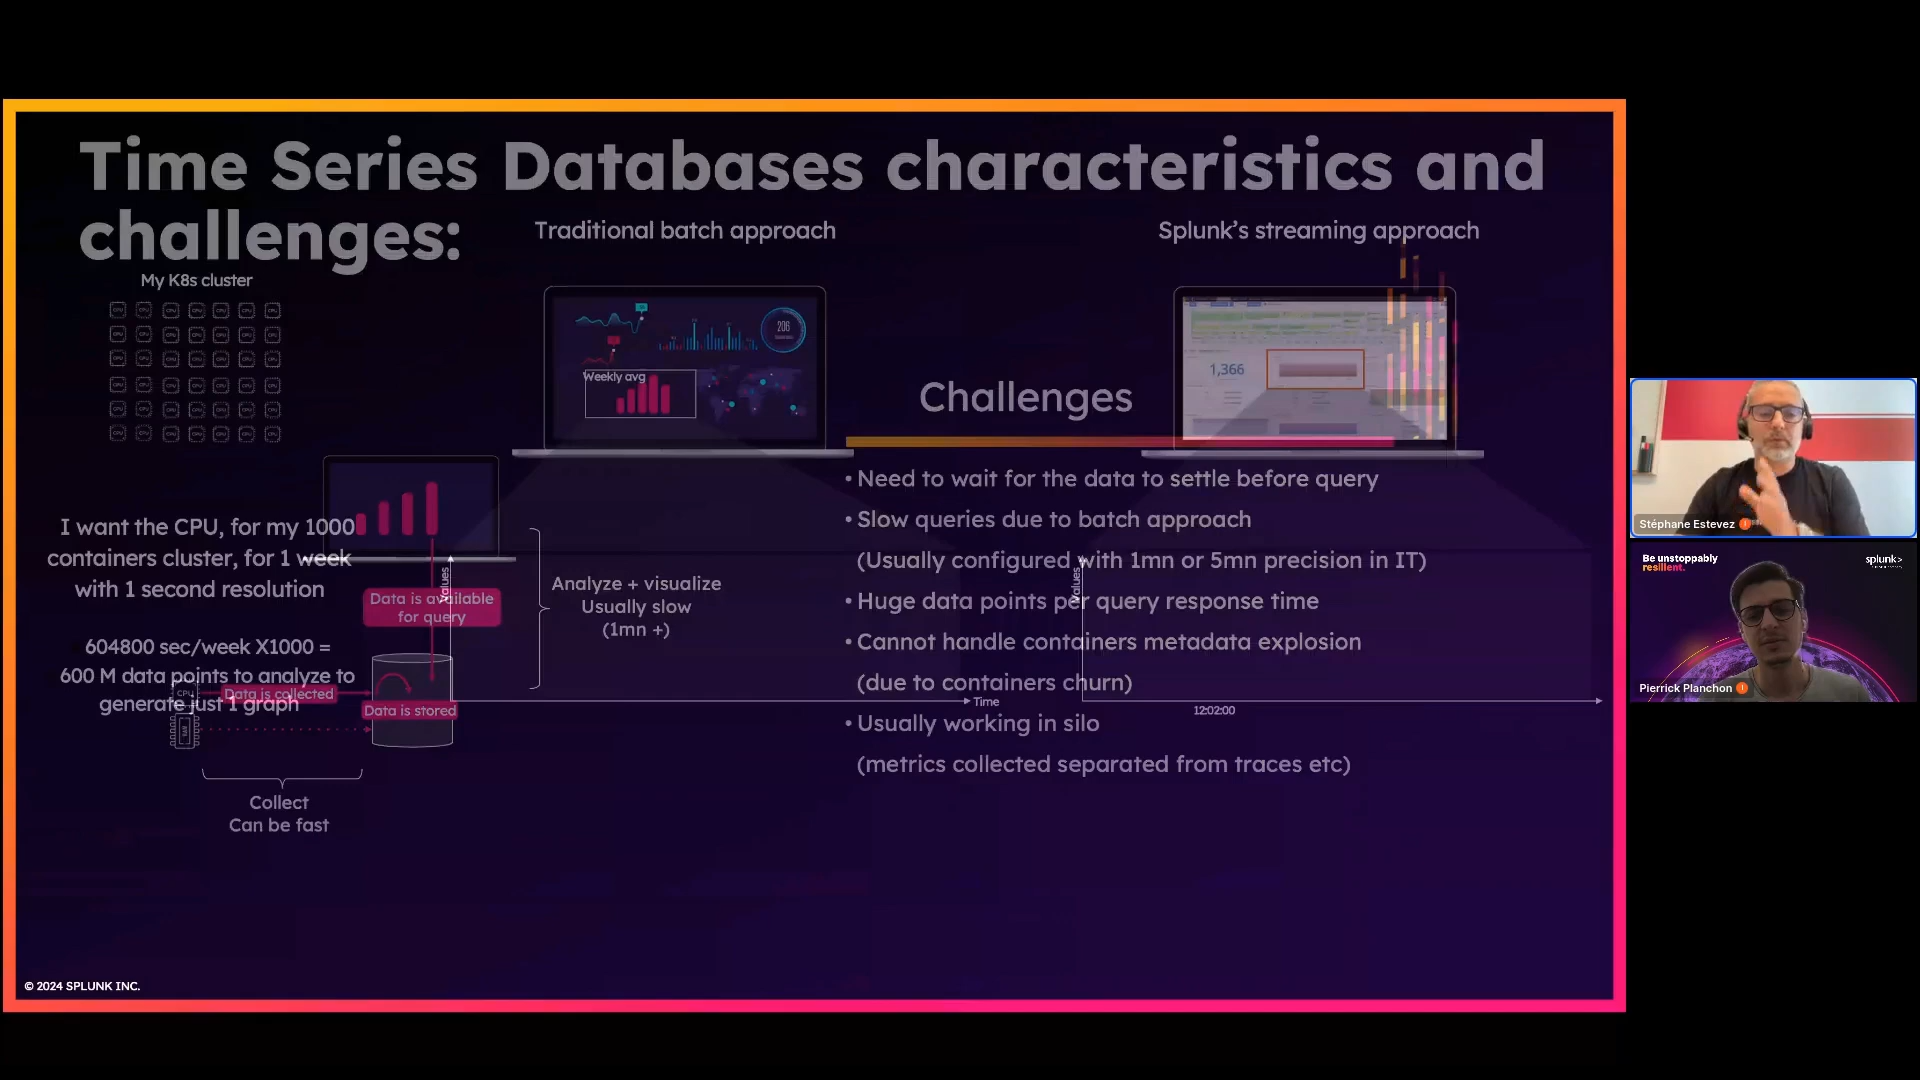 Time Series Databases characteristics and
challenges:
Traditional batch approach
Splunk's streaming approach
My K8s cluster
206
Weekly avg
1,366
Challenges
• Need to wait for the data to settle before query
• Slow queries due to batch approach
(Usually configured with 1mn or 5mn precision in IT)
• Huge data points per query response time
• Cannot handle containers metadata explosion
(due to containers churn)
• Usually working in silo
(metrics collected separated from traces etc)
I want the CPU, for my 1000
containers cluster, for 1 week
with 1 second resolution
604800 sec/week X1000 =
600 M data points to analyze to
generate just 1 graph
Data is available
for query
Values
Analyze + visualize
Usually slow
(1mn +)
CPU
Data is collected
Data is stored
Time
Values
12:02:00
Collect
Can be fast
© 2024 SPLUNK INC.
Stéphane Estevez
Be unstoppably
resilient.
splunk>
Pierrick Planchon